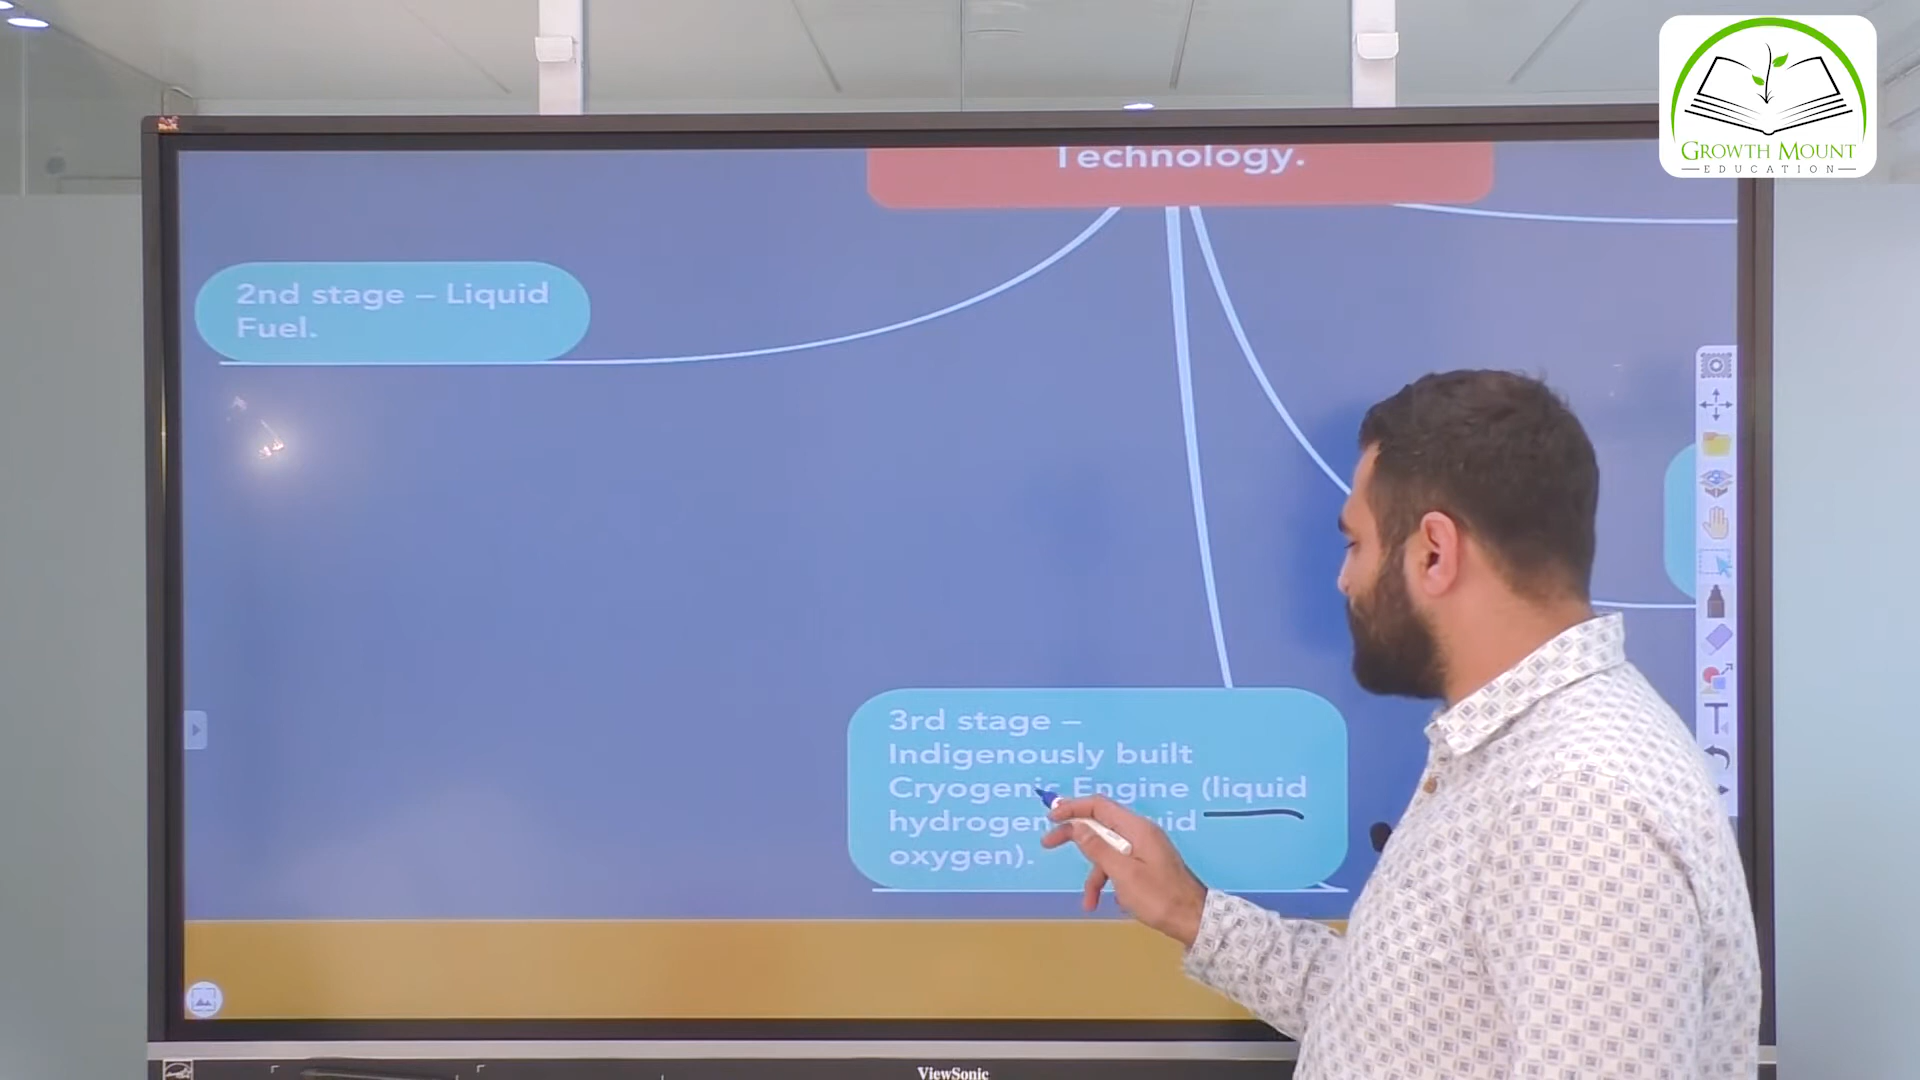 GROWTH MOUNT
EDUCATION
Technology.
2nd stage – Liquid
Fuel.
3rd stage –
Indigenously built
Cryogenic Engine (liquid
hydrogen
oxygen).
ViewSonic